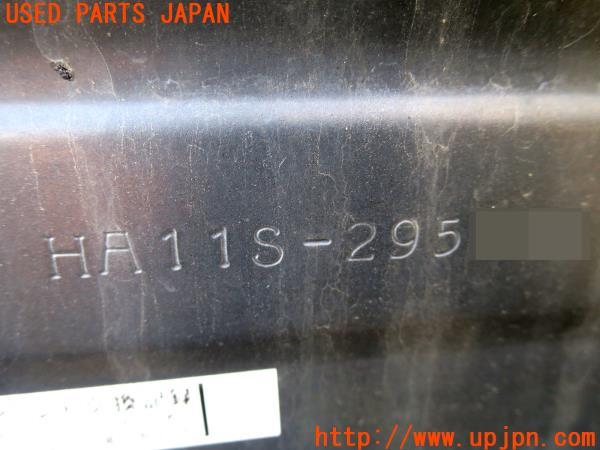 USED PARTS JAPAN
HA11S-295
http://www.upjpn.com